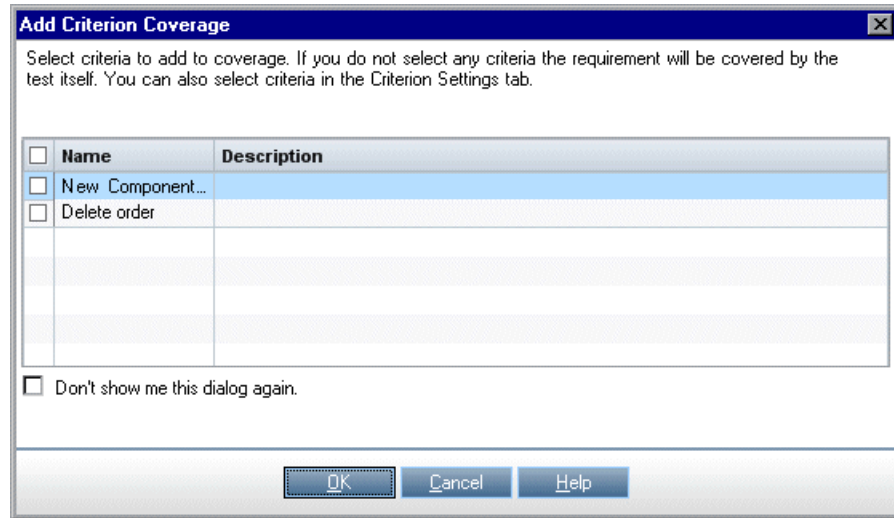 Add Criterion Coverage
Select criteria to add to coverage. If you do not select any criteria the requirement will be covered by the
test itself. You can also select criteria in the Criterion Settings tab.
Name Description
New Component...
Delete order
Don't show me this dialog again.
OK Cancel Help